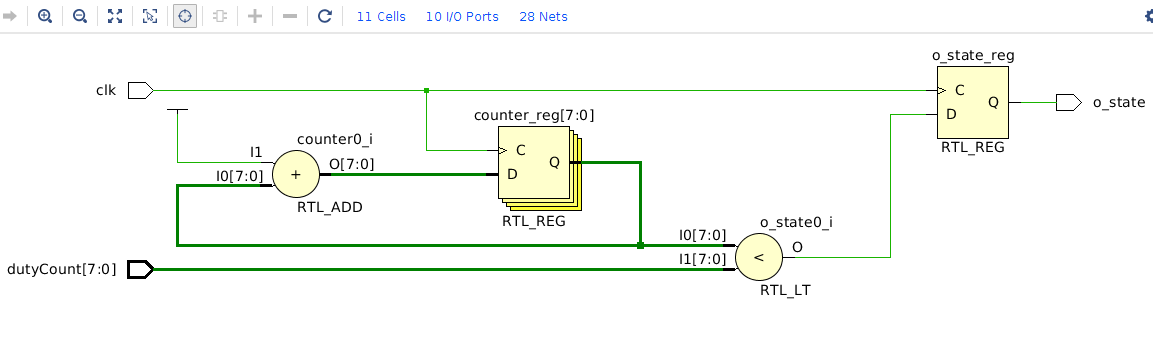 11 Cells 10 I/O Ports 28 Nets
o_state_reg
clk
C
Q
o_state
D
RTL_REG
counter_reg[7:0]
counter0_i
I1
O[7:0]
I0[7:0]
+
RTL_ADD
C
Q
D
RTL_REG
o_state0_i
I0[7:0]
O
dutyCount[7:0]
I1[7:0]
<
RTL_LT